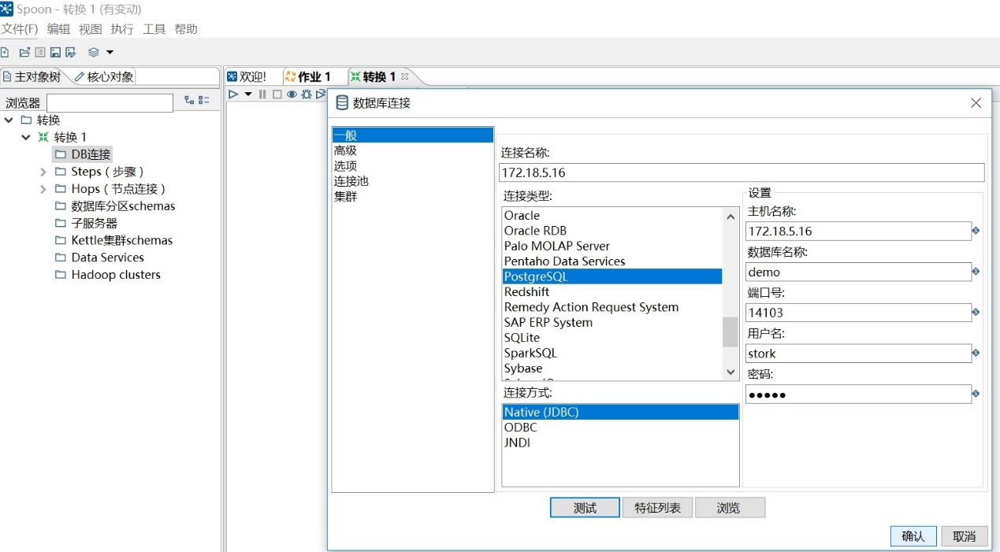 Spoon - 转换 1 (有变动)
文件(F) 编辑 视图 执行 工具 帮助
主对象树 核心对象
浏览器
转换
转换 1
DB连接
Steps ( 步骤 )
Hops ( 节点连接 )
数据库分区schemas
子服务器
Kettle集群schemas
Data Services
Hadoop clusters
欢迎! 作业 1 转换 1
数据库连接
一般
高级
选项
连接池
集群
连接名称:
172.18.5.16
连接类型:
Oracle
Oracle RDB
Palo MOLAP Server
Pentaho Data Services
PostgreSQL
Redshift
Remedy Action Request System
SAP ERP System
SQLite
SparkSQL
Sybase
连接方式:
Native (JDBC)
ODBC
JNDI
设置
主机名称:
172.18.5.16
数据库名称:
demo
端口号:
14103
用户名:
stork
密码:
●●●●●
测试 特征列表 浏览
确认 取消